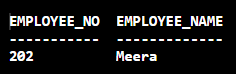 EMPLOYEE_NO EMPLOYEE_NAME
----------- -------------
202 Meera